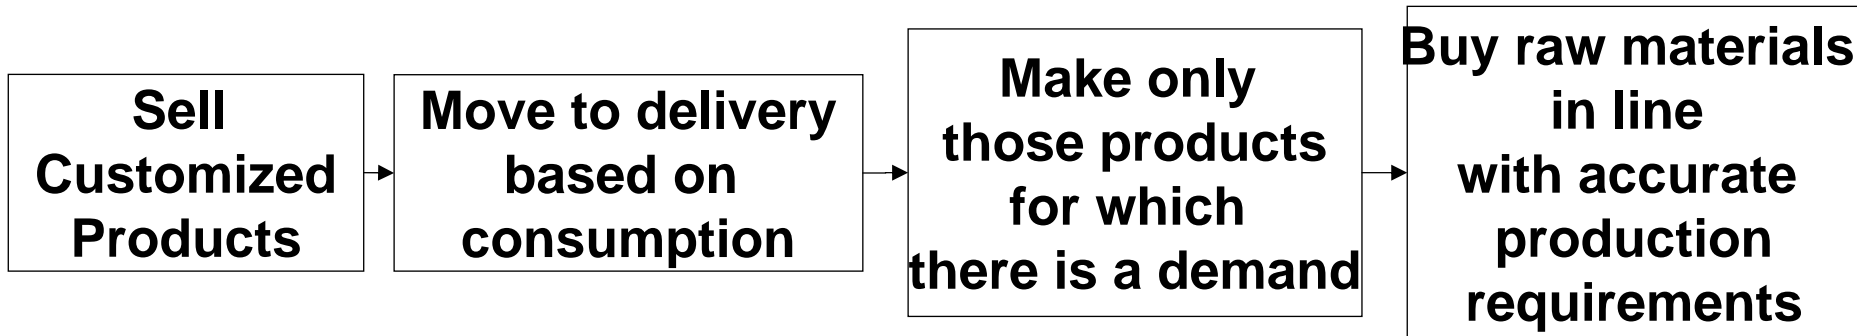 Sell
Customized
Products
Move to delivery
based on
consumption
Make only
those products
for which
there is a demand
Buy raw materials
in line
with accurate
production
requirements